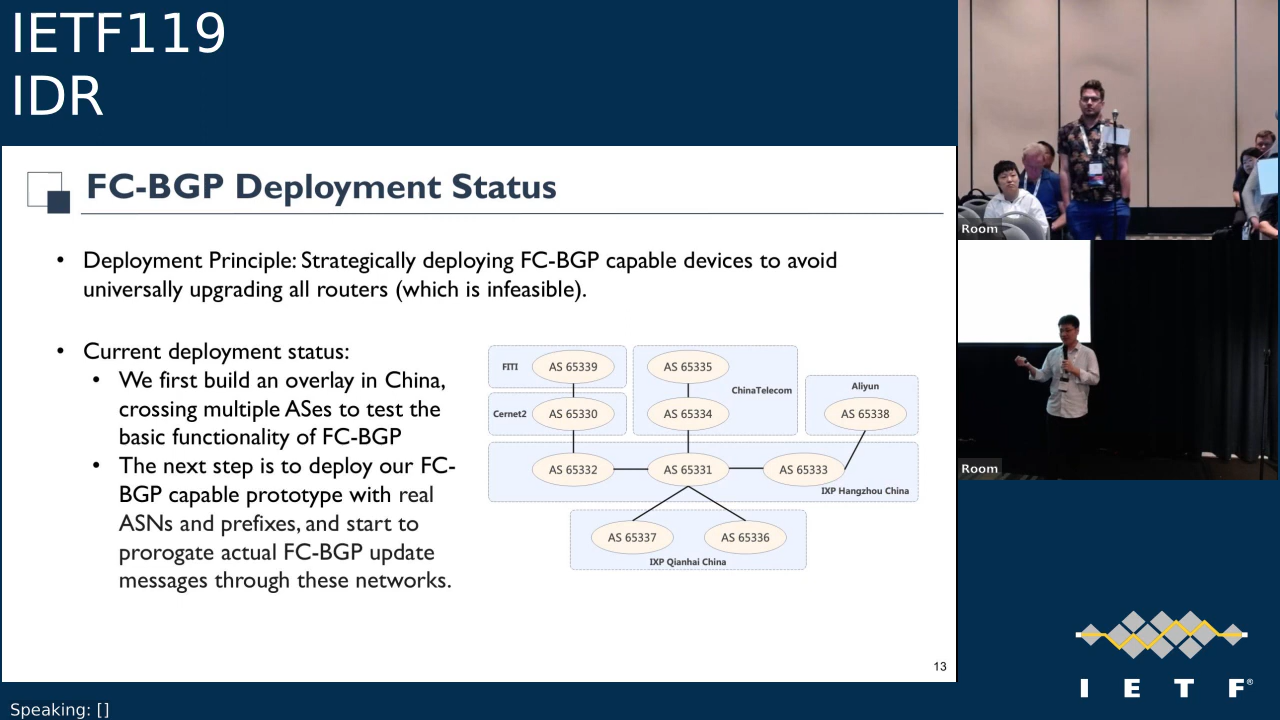 IETF119
IDR
FC-BGP Deployment Status
• Deployment Principle: Strategically deploying FC-BGP capable devices to avoid
universally upgrading all routers (which is infeasible).
• Current deployment status:
• We first build an overlay in China,
crossing multiple ASes to test the
basic functionality of FC-BGP
• The next step is to deploy our FC-
BGP capable prototype with real
ASNs and prefixes, and start to
prorogate actual FC-BGP update
messages through these networks.
FITI
AS 65339
AS 65335
ChinaTelecom
Aliyun
Cernet2
AS 65330
AS 65334
AS 65338
AS 65332
AS 65331
AS 65333
IXP Hangzhou China
AS 65337
AS 65336
IXP Qianhai China
13
Room
Room
I E T F®
Speaking: []